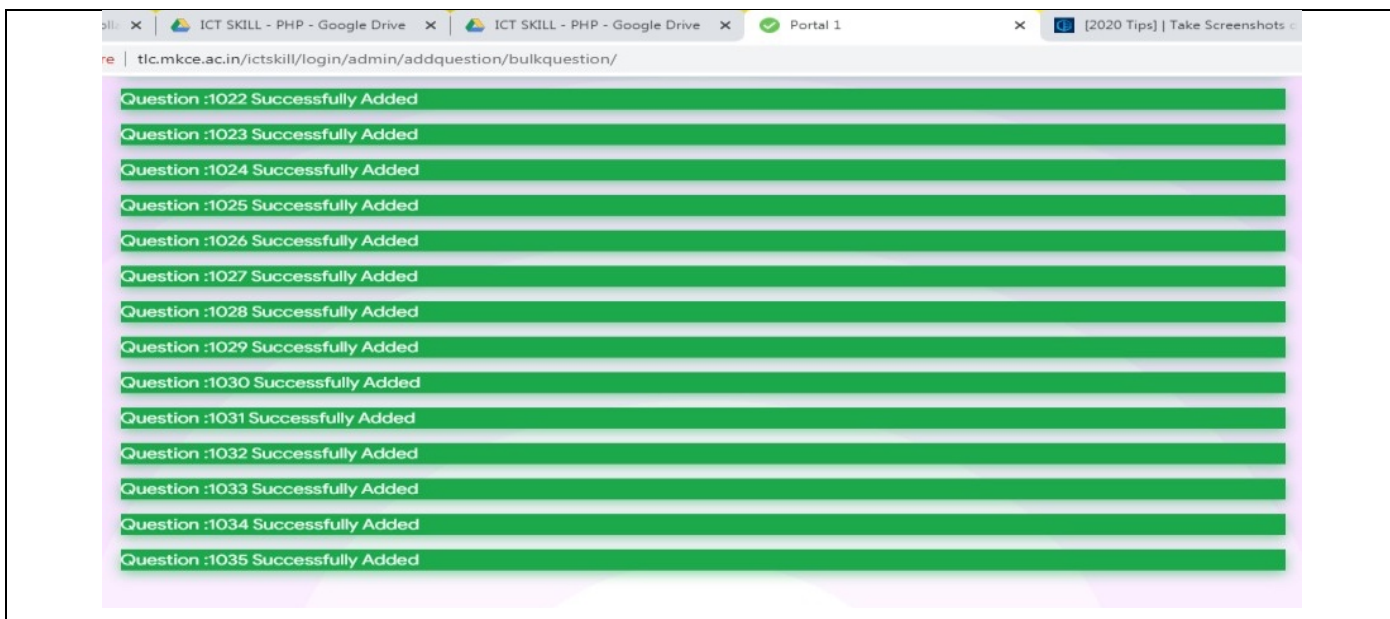 ICT SKILL - PHP - Google Drive ICT SKILL - PHP - Google Drive Portal 1 [2020 Tips] | Take Screenshots
tlc.mkce.ac.in/ictskill/login/admin/addquestion/bulkquestion/
Question :1022 Successfully Added
Question :1023 Successfully Added
Question :1024 Successfully Added
Question :1025 Successfully Added
Question :1026 Successfully Added
Question :1027 Successfully Added
Question :1028 Successfully Added
Question :1029 Successfully Added
Question :1030 Successfully Added
Question :1031 Successfully Added
Question :1032 Successfully Added
Question :1033 Successfully Added
Question :1034 Successfully Added
Question :1035 Successfully Added